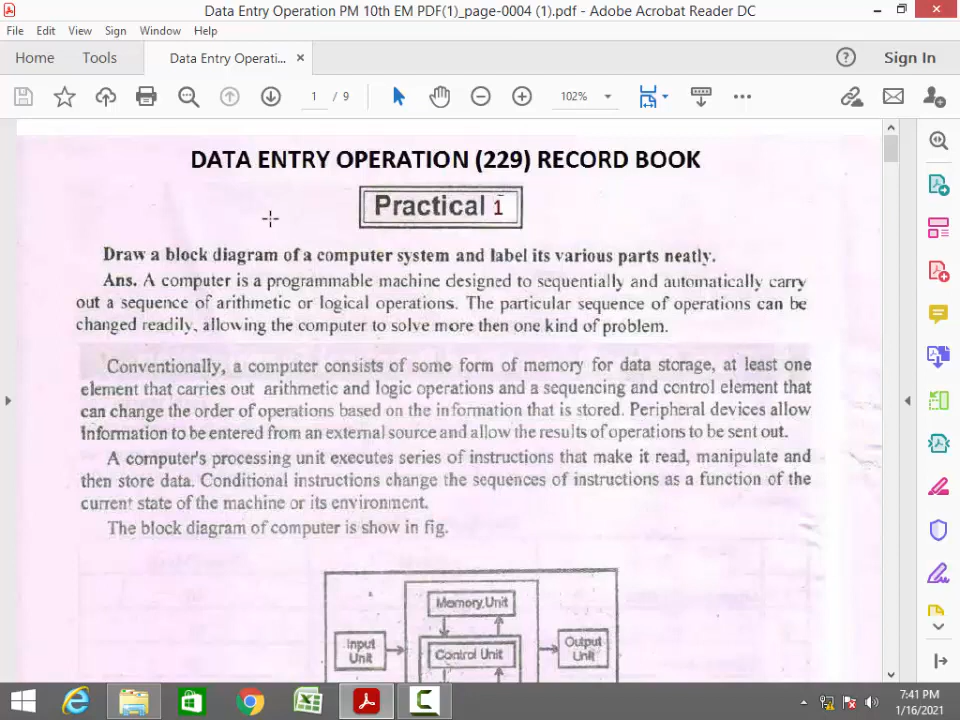 Data Entry Operation PM 10th EM PDF(1)_page-0004 (1).pdf - Adobe Acrobat Reader DC
File Edit View Sign Window Help
Home Tools Data Entry Operati... Sign In
1 / 9 102%
DATA ENTRY OPERATION (229) RECORD BOOK
Practical 1
Draw a block diagram of a computer system and label its various parts neatly.
Ans. A computer is a programmable machine designed to sequentially and automatically carry
out a sequence of arithmetic or logical operations. The particular sequence of operations can be
changed readily, allowing the computer to solve more then one kind of problem.
Conventionally, a computer consists of some form of memory for data storage, at least one
element that carries out arithmetic and logic operations and a sequencing and control element that
can change the order of operations based on the information that is stored. Peripheral devices allow
Information to be entered from an external source and allow the results of operations to be sent out.
A computer's processing unit executes series of instructions that make it read, manipulate and
then store data. Conditional instructions change the sequences of instructions as a function of the
current state of the machine or its environment.
The block diagram of computer is show in fig.
Memory Unit
Input
Unit
Control Unit
Output
Unit
7:41 PM
1/16/2021